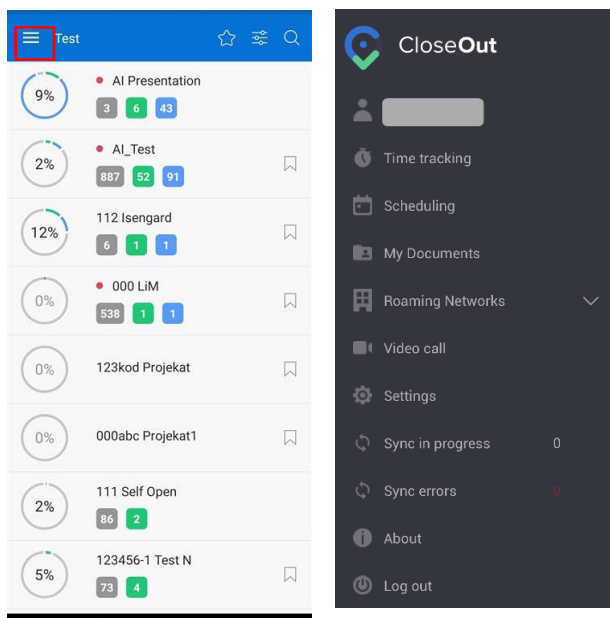 Test
9%
AI Presentation
3 6 43
2%
AI_Test
887 52 91
12%
112 Isengard
6 1 1
0%
000 LiM
538 1 1
0%
123kod Projekat
0%
000abc Projekat1
2%
111 Self Open
86 2
5%
123456-1 Test N
73 4
CloseOut
Time tracking
Scheduling
My Documents
Roaming Networks
Video call
Settings
Sync in progress 0
Sync errors 0
About
Log out